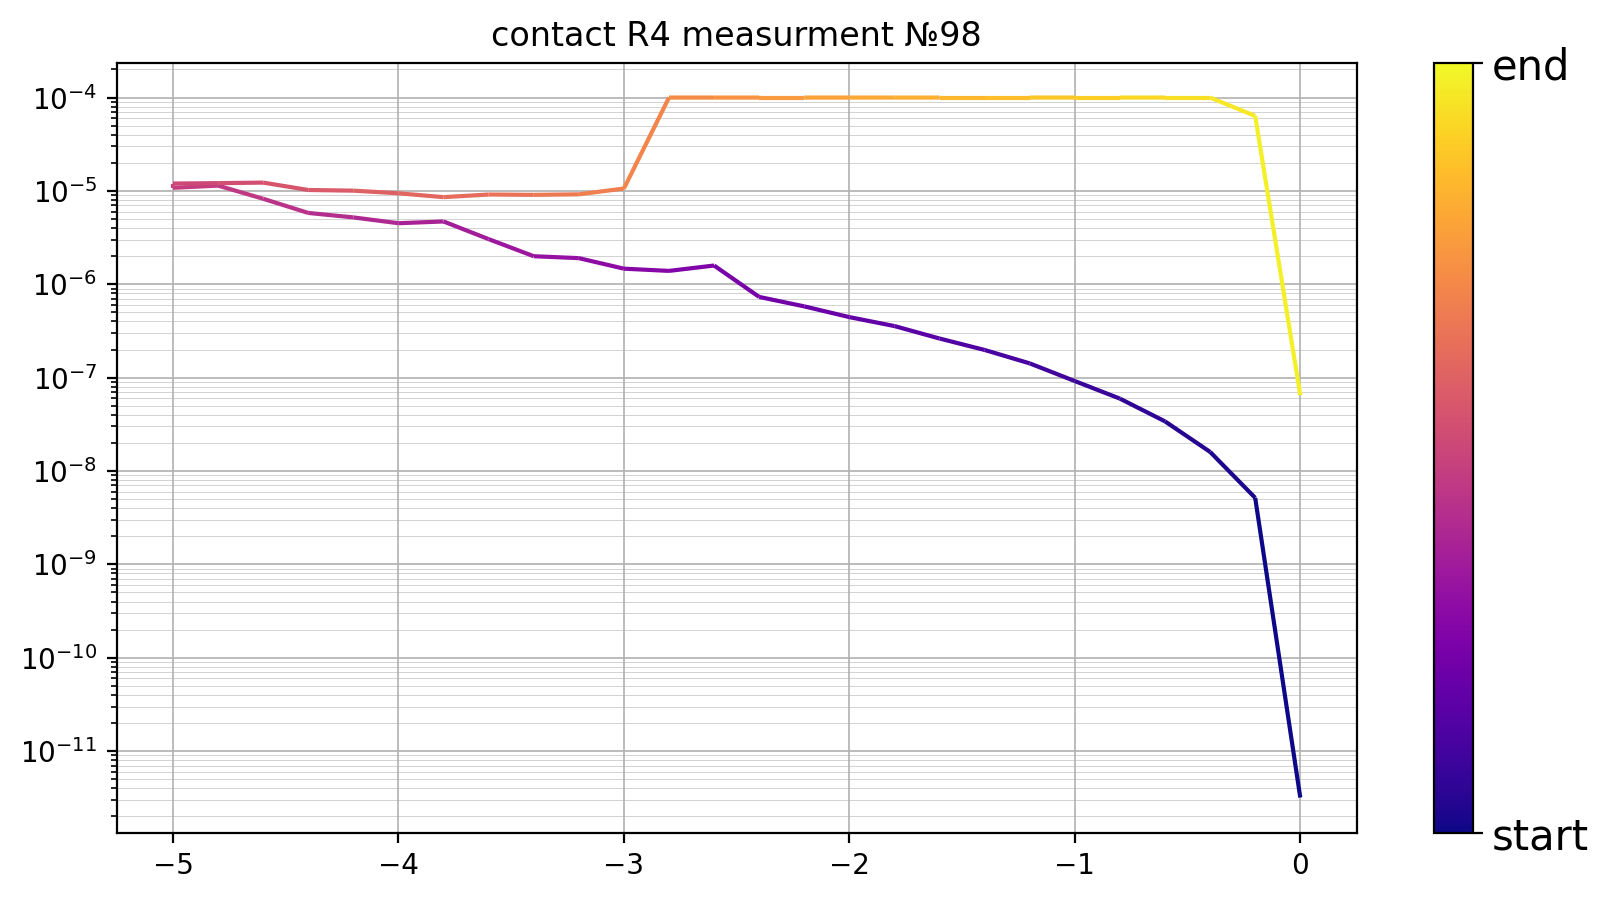 contact R4 measurment №98
10⁻⁴
10⁻⁵
10⁻⁶
10⁻⁷
10⁻⁸
10⁻⁹
10⁻¹⁰
10⁻¹¹
−5 −4 −3 −2 −1 0
end
start